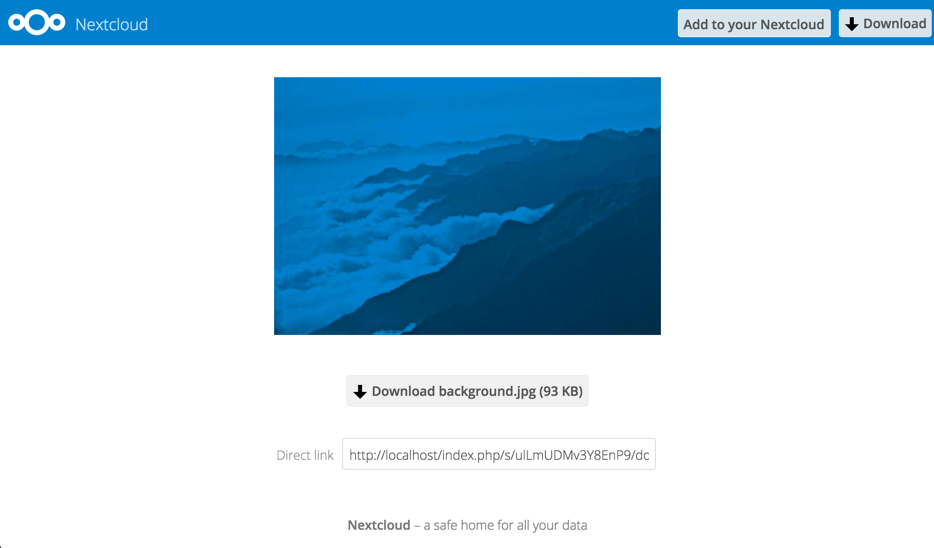 Nextcloud
Add to your Nextcloud
Download
Download background.jpg (93 KB)
Direct link
http://localhost/index.php/s/ulLmUDMv3Y8EnP9/dc
Nextcloud – a safe home for all your data